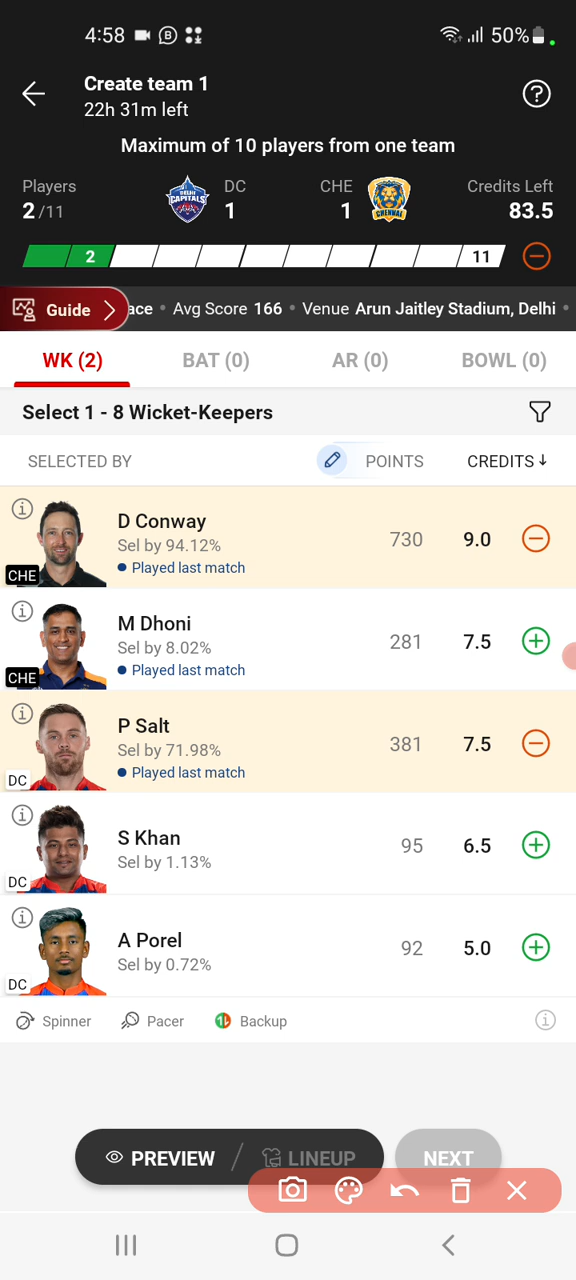 4:58 50%
Create team 1
22h 31m left
Maximum of 10 players from one team
Players DC CHE Credits Left
2/11 1 1 83.5
DELHI CAPITALS
CHENNAI
2 11
Guide ace • Avg Score 166 • Venue Arun Jaitley Stadium, Delhi •
WK (2) BAT (0) AR (0) BOWL (0)
Select 1 - 8 Wicket-Keepers
SELECTED BY POINTS CREDITS ↓
D Conway
Sel by 94.12% 730 9.0
CHE • Played last match
M Dhoni
Sel by 8.02% 281 7.5
CHE • Played last match
P Salt
Sel by 71.98% 381 7.5
DC • Played last match
S Khan
Sel by 1.13% 95 6.5
DC
A Porel
Sel by 0.72% 92 5.0
DC
Spinner Pacer Backup
PREVIEW / LINEUP NEXT